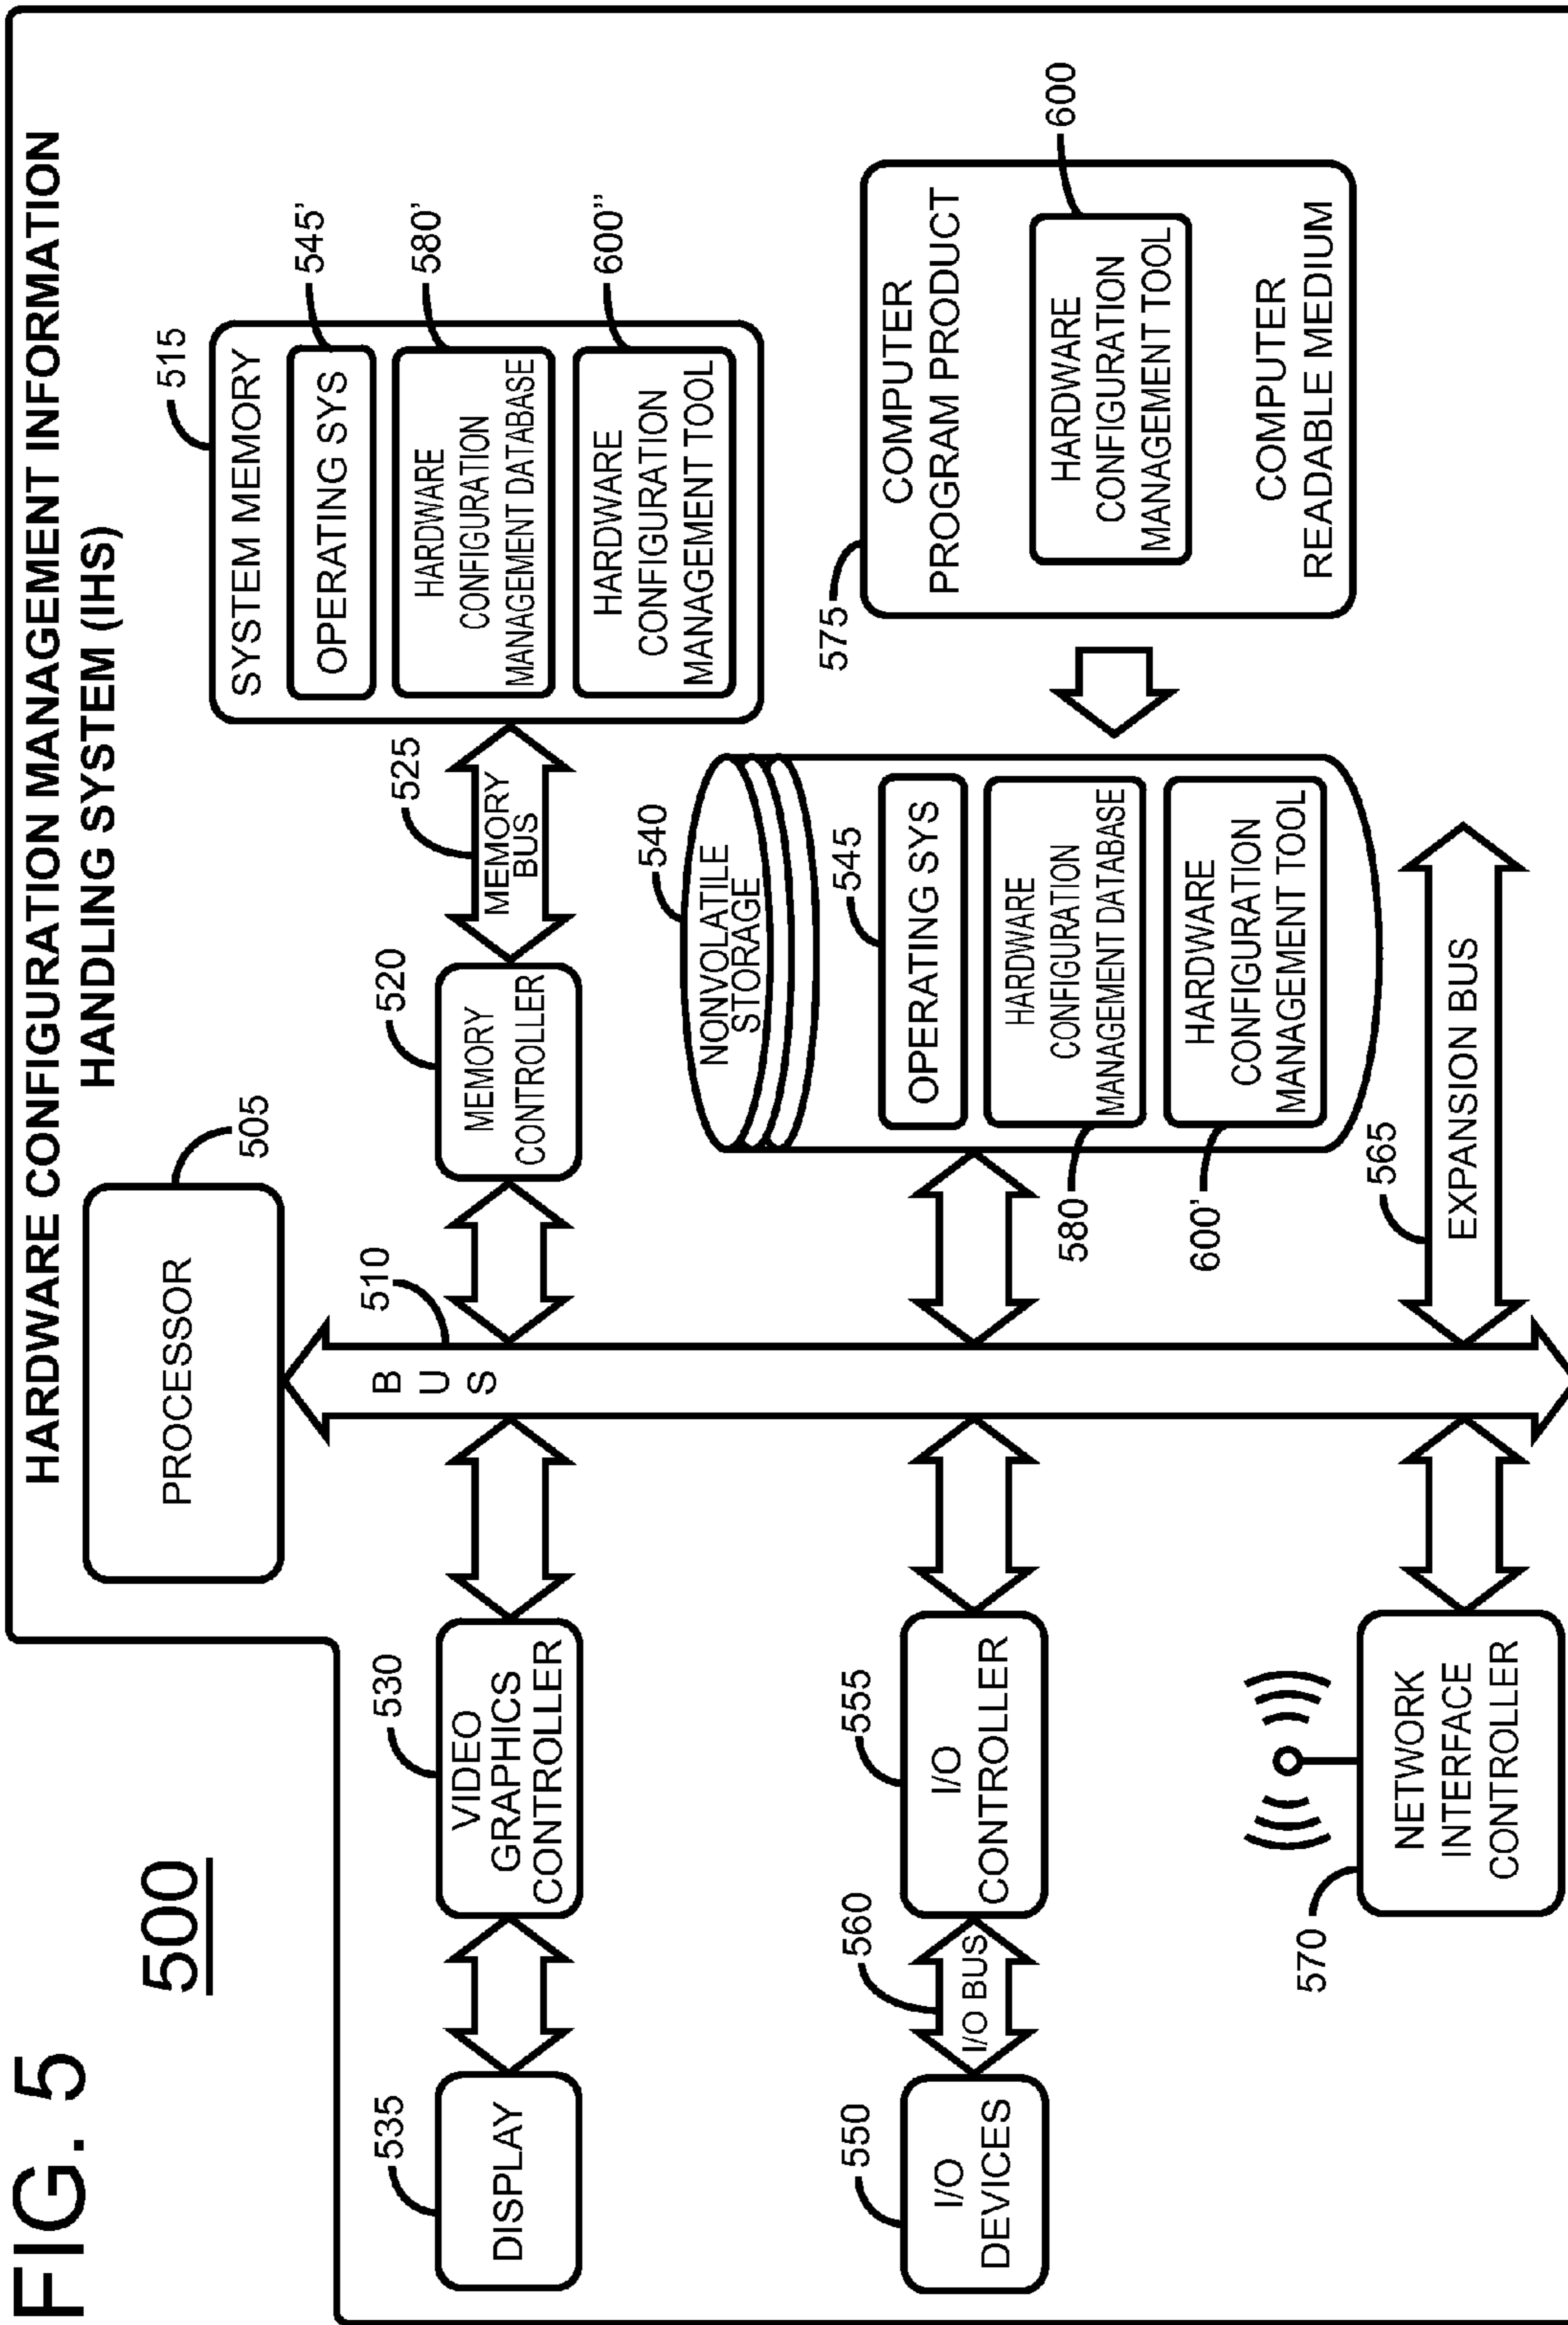 FIG. 5
500
HARDWARE CONFIGURATION MANAGEMENT INFORMATION
HANDLING SYSTEM (IHS)
PROCESSOR
505
BUS
510
535
DISPLAY
530
VIDEO
GRAPHICS
CONTROLLER
520
MEMORY
CONTROLLER
525
MEMORY
BUS
515
SYSTEM MEMORY
OPERATING SYS
545'
HARDWARE
CONFIGURATION
MANAGEMENT DATABASE
580'
HARDWARE
CONFIGURATION
MANAGEMENT TOOL
600''
550
I/O
DEVICES
560
I/O BUS
555
I/O
CONTROLLER
540
NONVOLATILE
STORAGE
545
OPERATING SYS
HARDWARE
CONFIGURATION
MANAGEMENT DATABASE
580
HARDWARE
CONFIGURATION
MANAGEMENT TOOL
600'
575
COMPUTER
PROGRAM PRODUCT
HARDWARE
CONFIGURATION
MANAGEMENT TOOL
600
COMPUTER
READABLE MEDIUM
570
NETWORK
INTERFACE
CONTROLLER
565
EXPANSION BUS